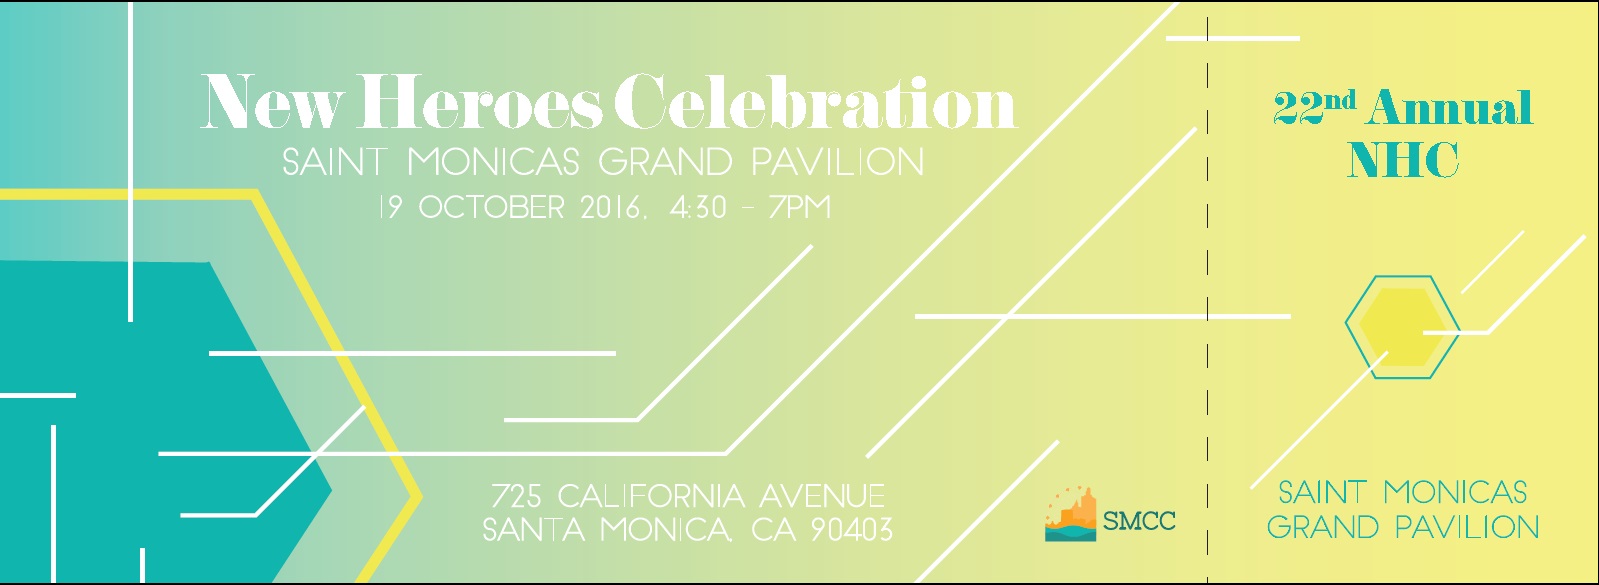 New Heroes Celebration
SAINT MONICAS GRAND PAVILION
19 OCTOBER 2016, 4:30 - 7PM
725 CALIFORNIA AVENUE
SANTA MONICA, CA 90403
SMCC
22nd Annual
NHC
SAINT MONICAS
GRAND PAVILION